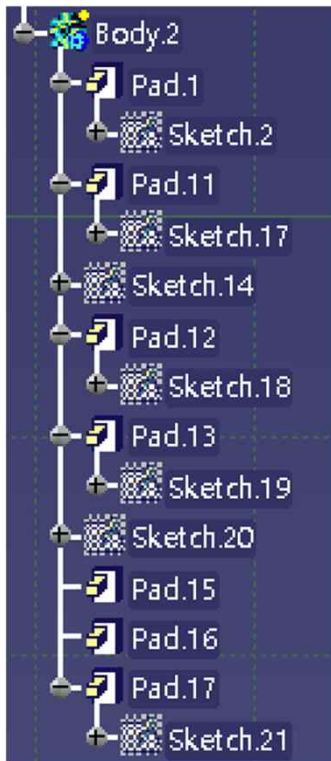 Body.2
Pad.1
Sketch.2
Pad.11
Sketch.17
Sketch.14
Pad.12
Sketch.18
Pad.13
Sketch.19
Sketch.20
Pad.15
Pad.16
Pad.17
Sketch.21